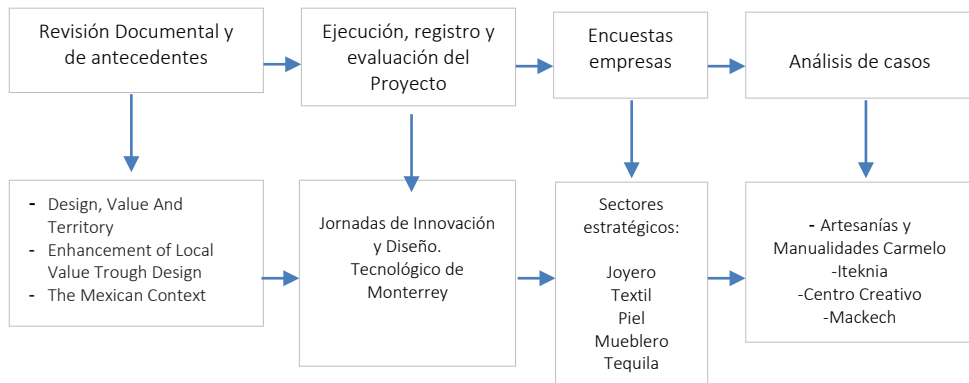 Revisión Documental y
de antecedentes
Ejecución, registro y
evaluación del
Proyecto
Encuestas
empresas
Análisis de casos
- Design, Value And
Territory
- Enhancement of Local
Value Trough Design
- The Mexican Context
Jornadas de Innovación
y Diseño.
Tecnológico de
Monterrey
Sectores
estratégicos:
Joyero
Textil
Piel
Mueblero
Tequila
- Artesanías y
Manualidades Carmelo
-Iteknia
-Centro Creativo
-Mackech